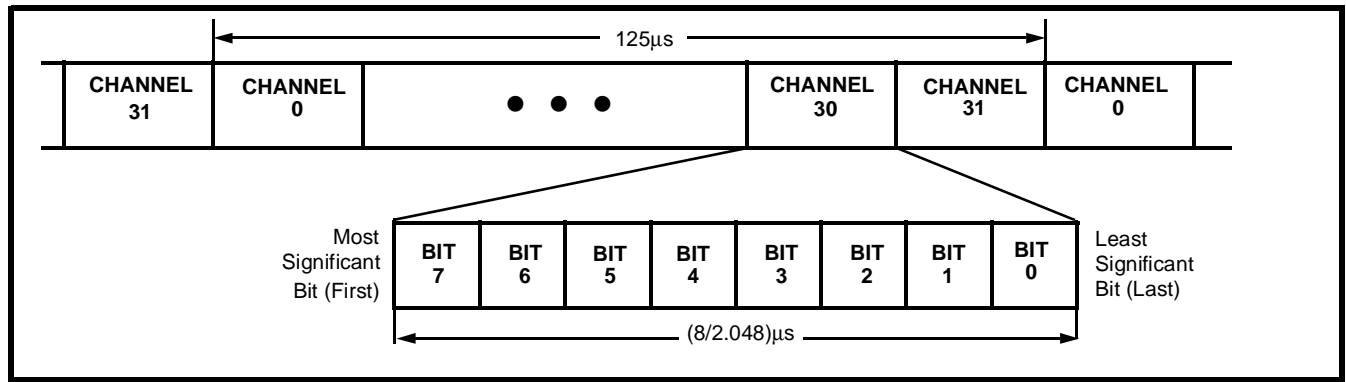 125µs
CHANNEL
31
CHANNEL
0
• • •
CHANNEL
30
CHANNEL
31
CHANNEL
0
Most
Significant
Bit (First)
BIT
7
BIT
6
BIT
5
BIT
4
BIT
3
BIT
2
BIT
1
BIT
0
Least
Significant
Bit (Last)
(8/2.048)µs